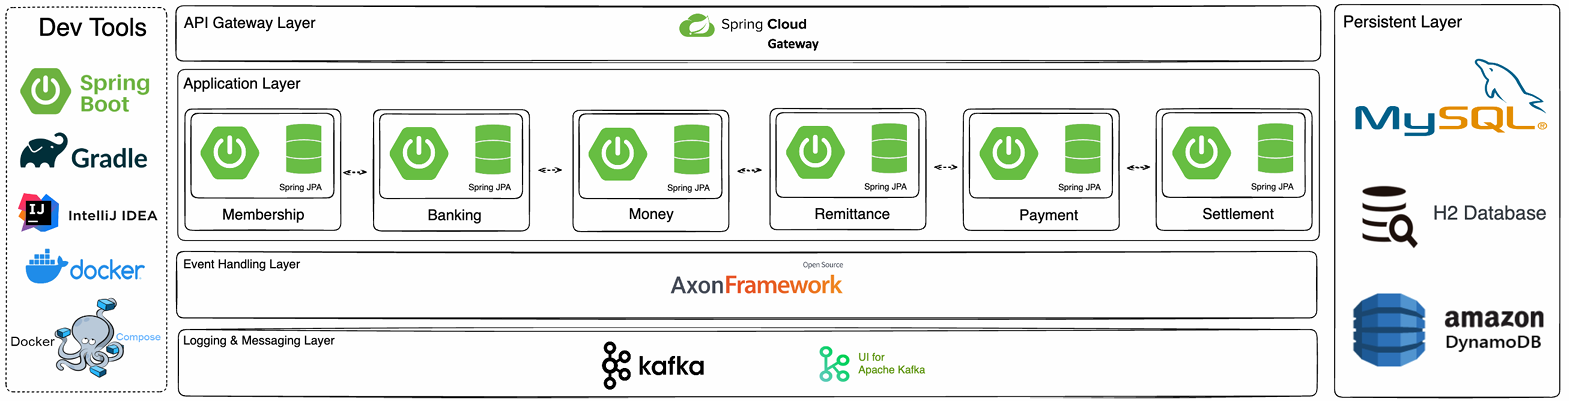 Dev Tools
Spring
Boot
Gradle
IJ
IntelliJ IDEA
docker
Docker
Compose
API Gateway Layer
Spring Cloud
Gateway
Application Layer
Spring JPA
Membership
Spring JPA
Banking
Spring JPA
Money
Spring JPA
Remittance
Spring JPA
Payment
Spring JPA
Settlement
Event Handling Layer
Open Source
AxonFramework
Logging & Messaging Layer
kafka
UI for
Apache Kafka
Persistent Layer
MySQL®
H2 Database
amazon
DynamoDB